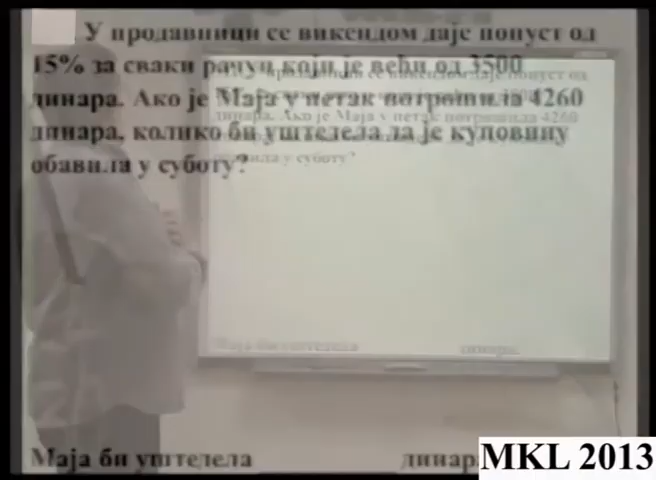 У продавници се викендом даје попуст од
15% за сваки рачун који је већи од 3500
динара. Ако је Маја у петак потрошила 4260
динара, колико би уштедела да је куповину
обавила у суботу?
Маја би уштедела динар
MKL 2013